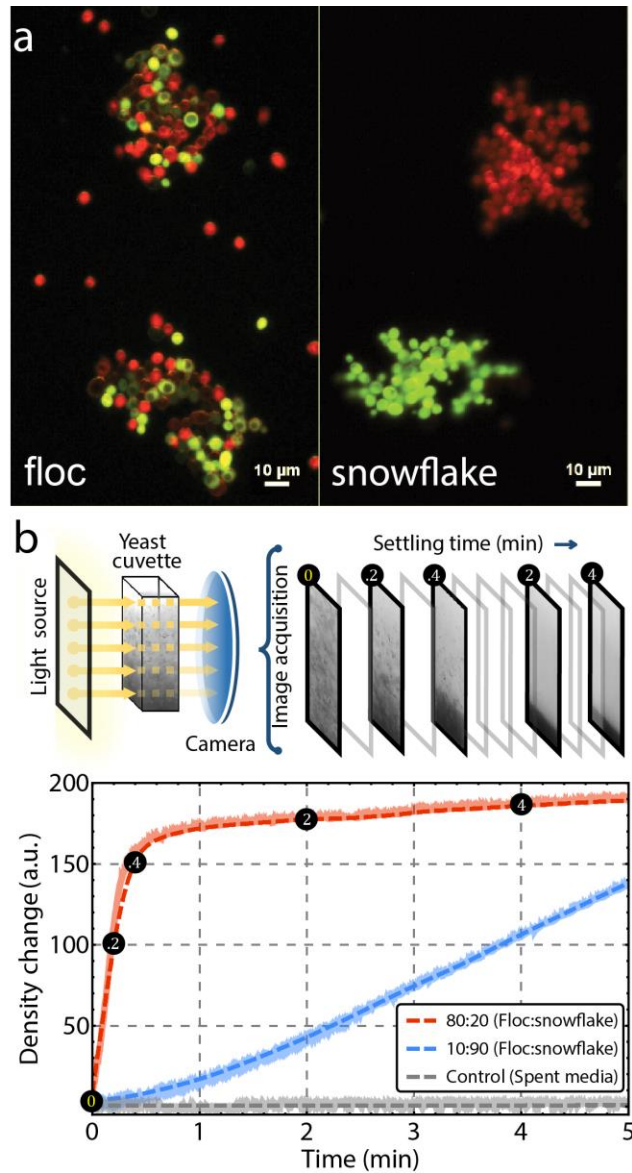 a
floc
10 µm
snowflake
10 µm
b
Light source
Yeast
cuvette
Camera
Image acquisition
Settling time (min) →
0
.2
.4
2
4
Density change (a.u.)
200
150
100
50
0
.2
.4
2
4
80:20 (Floc:snowflake)
10:90 (Floc:snowflake)
Control (Spent media)
0 1 2 3 4 5
Time (min)